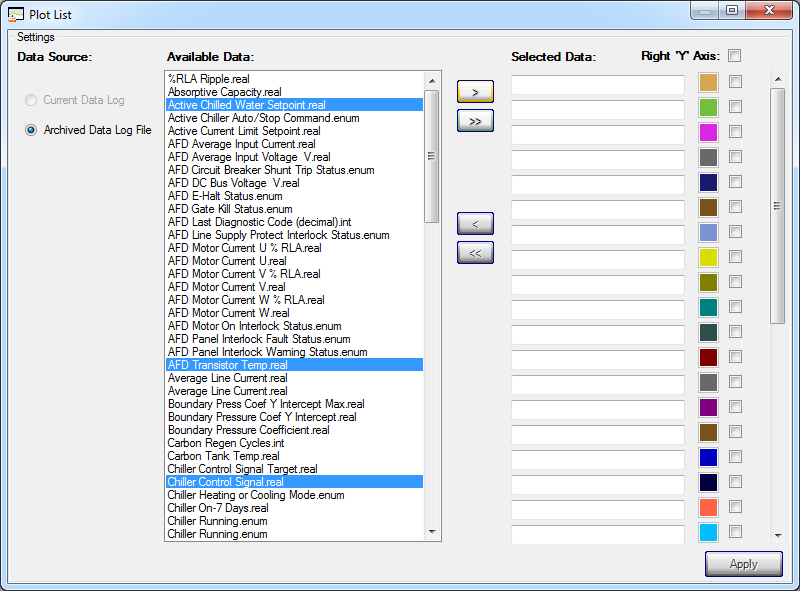 Plot List
Settings
Data Source:
Available Data:
Selected Data:
Right 'Y' Axis:
Current Data Log
Archived Data Log File
%RLA Ripple.real
Absorptive Capacity.real
Active Chilled Water Setpoint.real
Active Chiller Auto/Stop Command.enum
Active Current Limit Setpoint.real
AFD Average Input Current.real
AFD Average Input Voltage  V.real
AFD Circuit Breaker Shunt Trip Status.enum
AFD DC Bus Voltage  V.real
AFD E-Halt Status.enum
AFD Gate Kill Status.enum
AFD Last Diagnostic Code (decimal).int
AFD Line Supply Protect Interlock Status.enum
AFD Motor Current U % RLA.real
AFD Motor Current U.real
AFD Motor Current V % RLA.real
AFD Motor Current V.real
AFD Motor Current W % RLA.real
AFD Motor Current W.real
AFD Motor On Interlock Status.enum
AFD Panel Interlock Fault Status.enum
AFD Panel Interlock Warning Status.enum
AFD Transistor Temp.real
Average Line Current.real
Average Line Current.real
Boundary Press Coef Y Intercept Max.real
Boundary Pressure Coef Y Intercept.real
Boundary Pressure Coefficient.real
Carbon Regen Cycles.int
Carbon Tank Temp.real
Chiller Control Signal Target.real
Chiller Control Signal.real
Chiller Heating or Cooling Mode.enum
Chiller On-7 Days.real
Chiller Running.enum
Chiller Running.enum
>
>>
<
<<
Apply